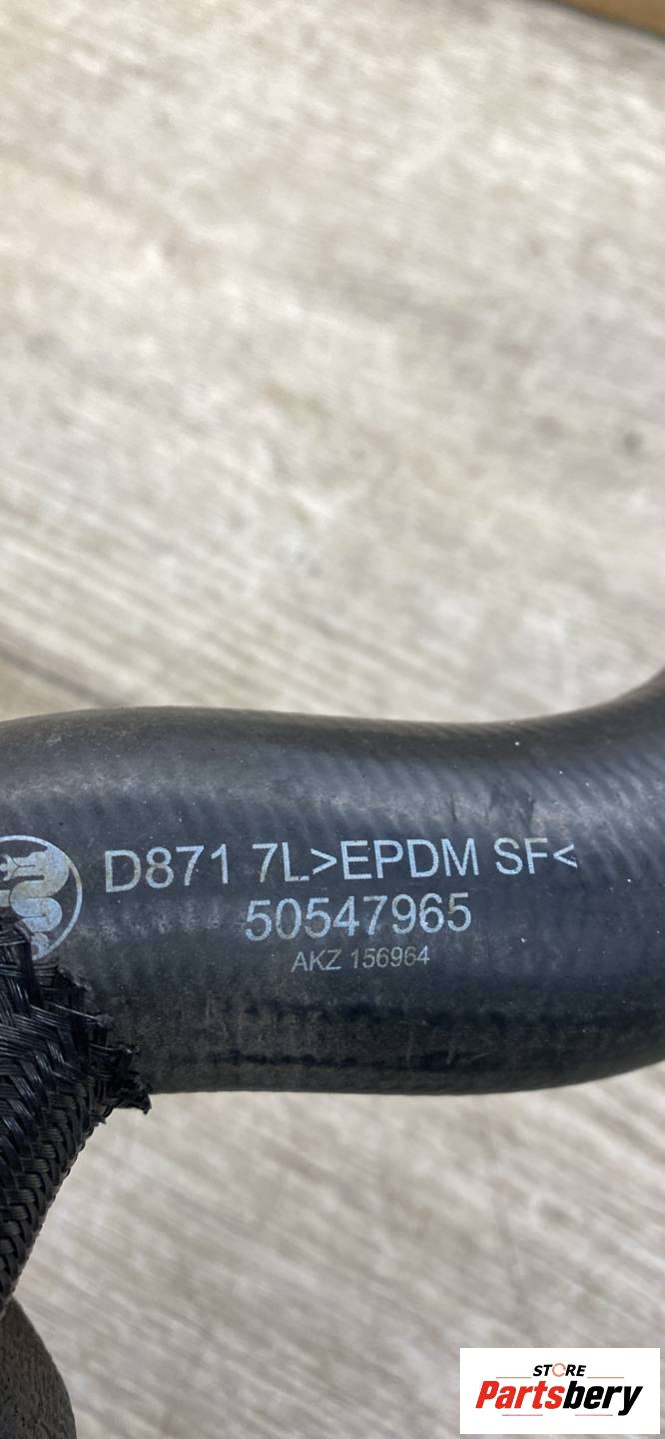 D871 7L>EPDM SF<
50547965
AKZ 156964
STORE
Partsbery